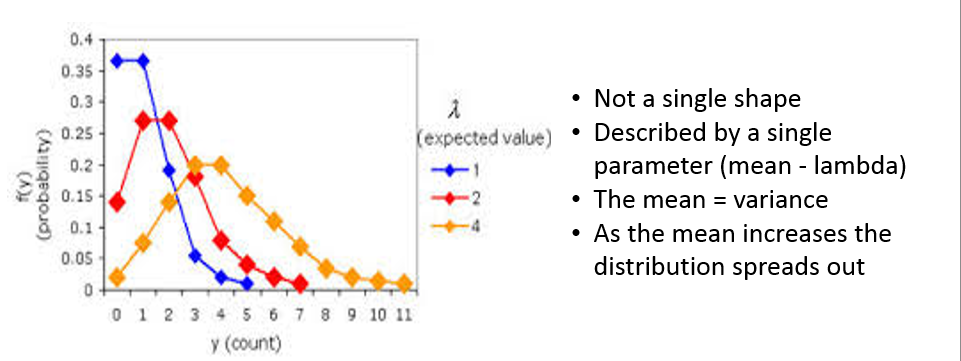 0.4
0.35
0.3
0.25
0.2
0.15
0.1
0.05
0
f(y)
(probability)
0 1 2 3 4 5 6 7 8 9 10 11
y (count)
λ̂
(expected value)
1
2
4
• Not a single shape
• Described by a single
parameter (mean - lambda)
• The mean = variance
• As the mean increases the
distribution spreads out